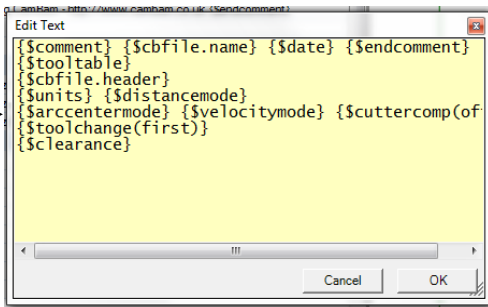 CamBam - http://www.cambam.co.uk {$endcomment}
Edit Text
{$comment} {$cbfile.name} {$date} {$endcomment}
{$tooltable}
{$cbfile.header}
{$units} {$distancemode}
{$arccentermode} {$velocitymode} {$cuttercomp(of
{$toolchange(first)}
{$clearance}
Cancel OK